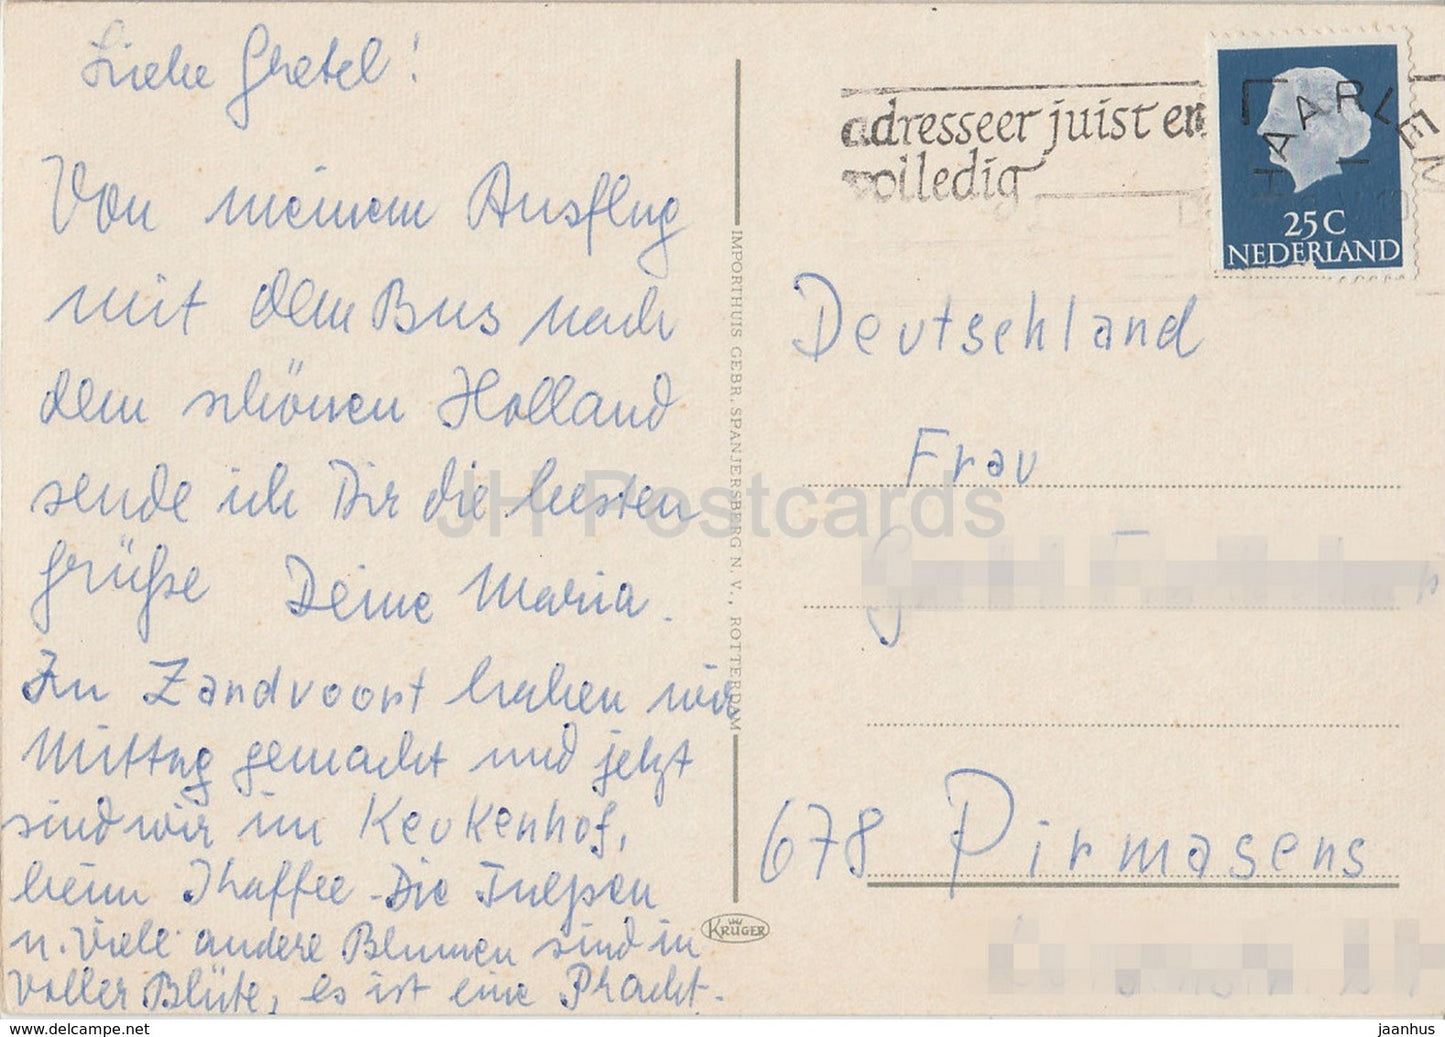 Liebe Gretel!
Von meinem Ausflug
mit dem Bus nach
dem schönen Holland
sende ich Dir die besten
Grüße Deine Maria.
In Zandvoort haben wir
Mittag gemacht und jetzt
sind wir im Keukenhof,
beim Khaffee - Die Tulpen
u. viele andere Blumen sind in
voller Blüte, es ist eine Pracht.
IMPORTHUIS GEBR. SPANJERSBERG N.V., ROTTERDAM
KRÜGER
adresseer juist en
volledig
HAARLEM
25 C
NEDERLAND
Deutschland
Frau
678 Pirmasens
JH Postcards
www.delcampe.net
jaanhus